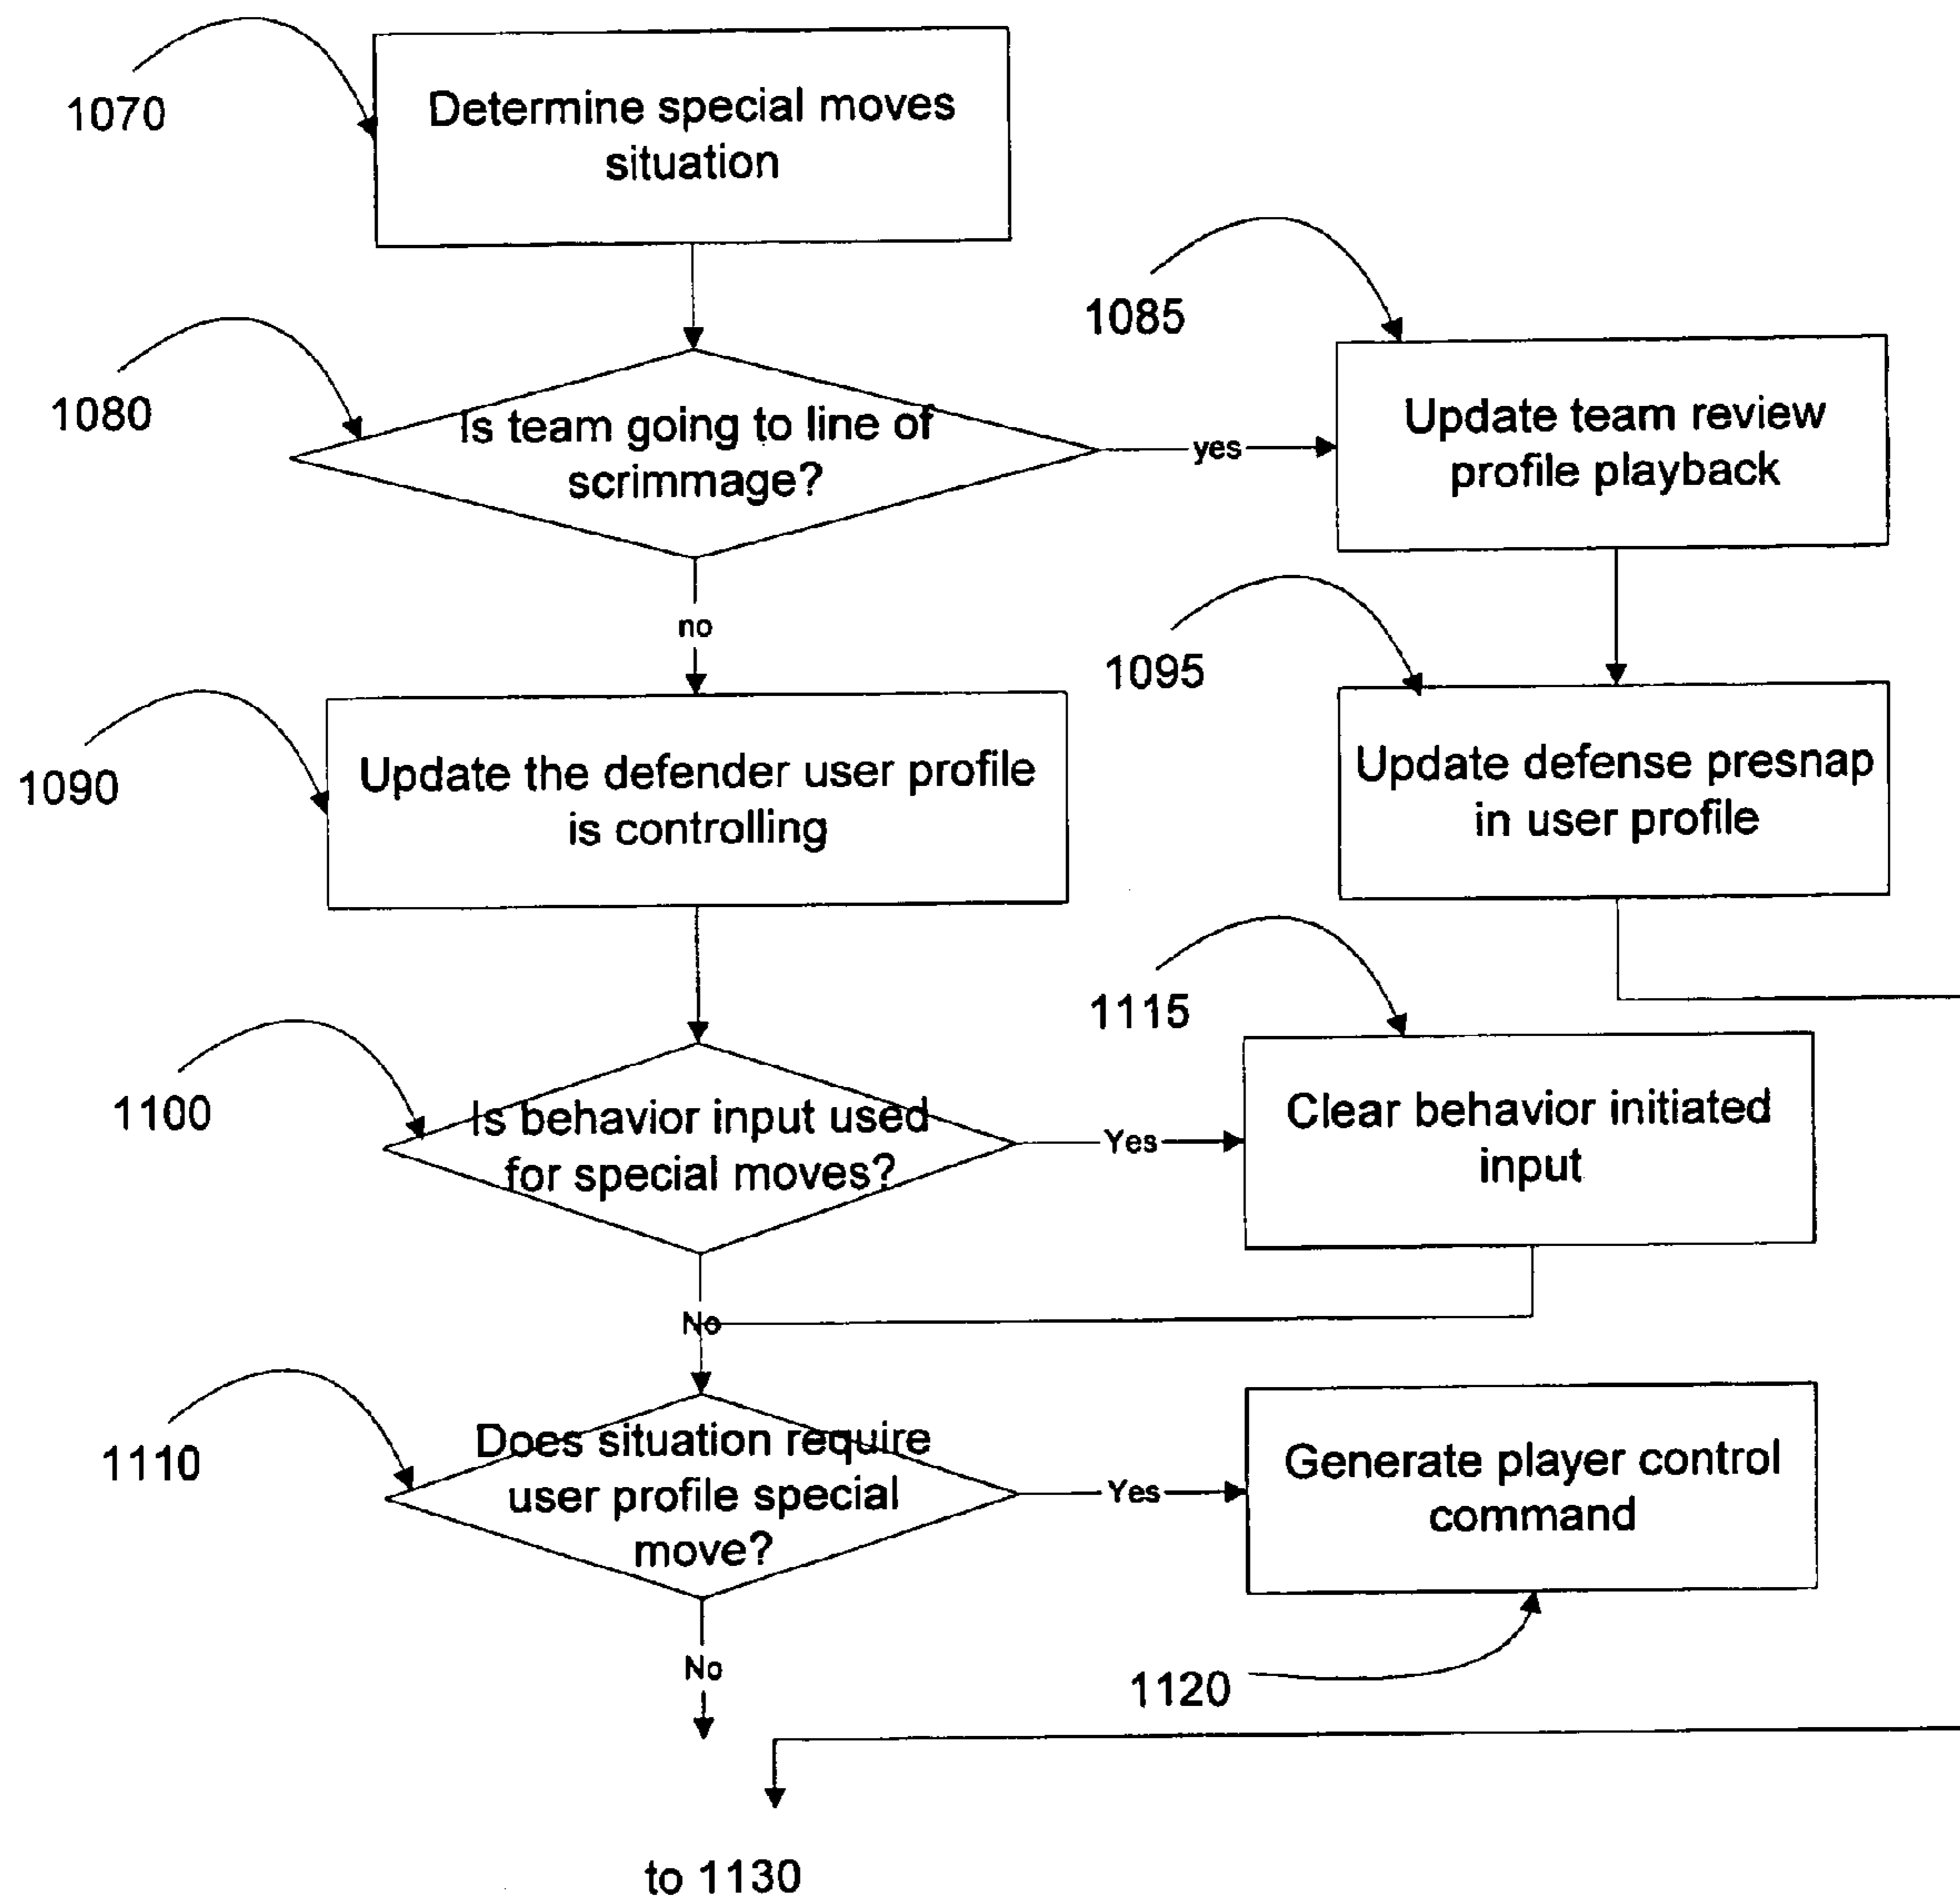 1070
Determine special moves
situation
1080
Is team going to line of
scrimmage?
yes
1085
Update team review
profile playback
no
1090
Update the defender user profile
is controlling
1095
Update defense presnap
in user profile
1100
Is behavior input used
for special moves?
Yes
1115
Clear behavior initiated
input
No
1110
Does situation require
user profile special
move?
Yes
Generate player control
command
1120
No
to 1130